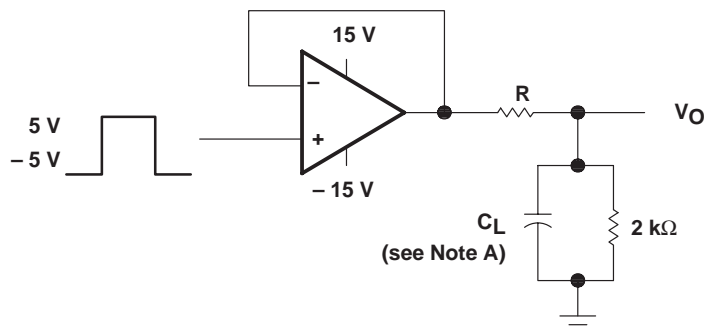 15 V
−
R
VO
5 V
+
– 5 V
– 15 V
CL
2 kΩ
(see Note A)